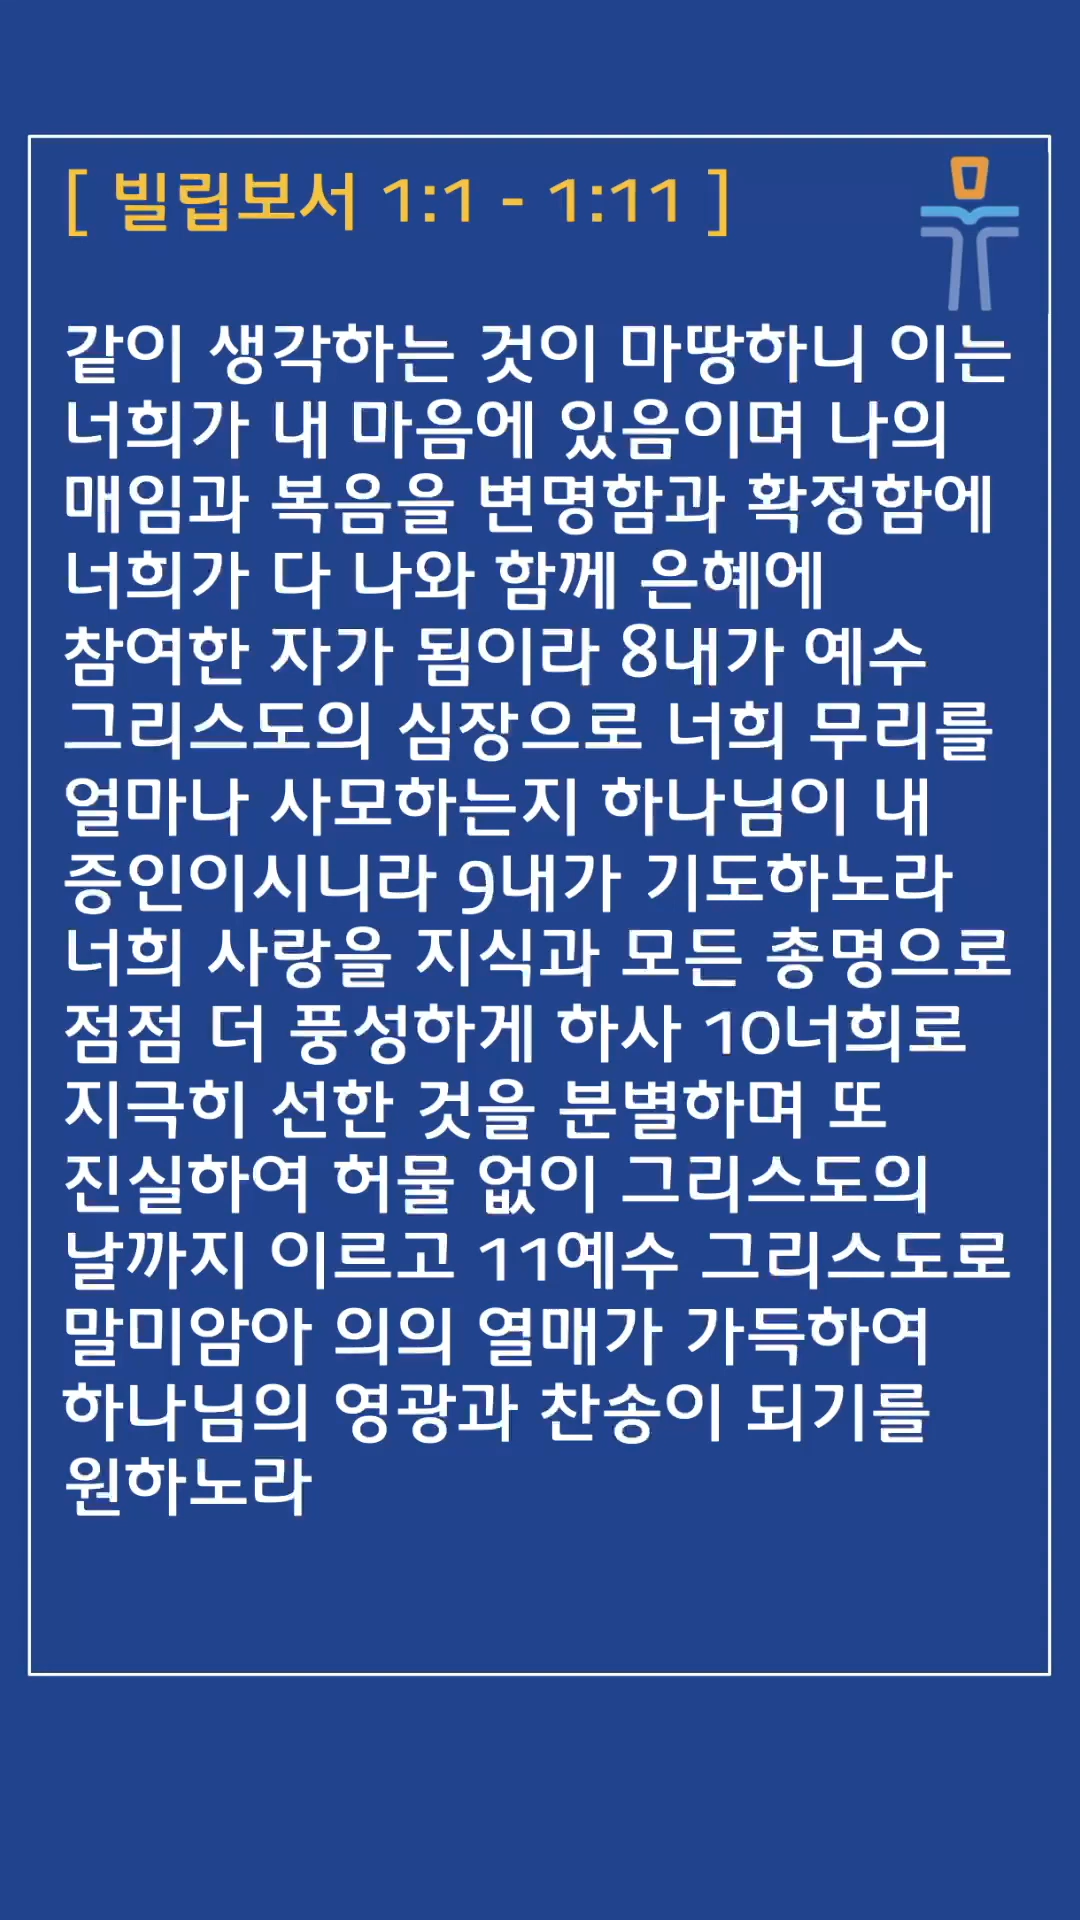 [ 빌립보서 1:1 - 1:11 ]
같이 생각하는 것이 마땅하니 이는
너희가 내 마음에 있음이며 나의
매임과 복음을 변명함과 확정함에
너희가 다 나와 함께 은혜에
참여한 자가 됨이라 8내가 예수
그리스도의 심장으로 너희 무리를
얼마나 사모하는지 하나님이 내
증인이시니라 9내가 기도하노라
너희 사랑을 지식과 모든 총명으로
점점 더 풍성하게 하사 10너희로
지극히 선한 것을 분별하며 또
진실하여 허물 없이 그리스도의
날까지 이르고 11예수 그리스도로
말미암아 의의 열매가 가득하여
하나님의 영광과 찬송이 되기를
원하노라